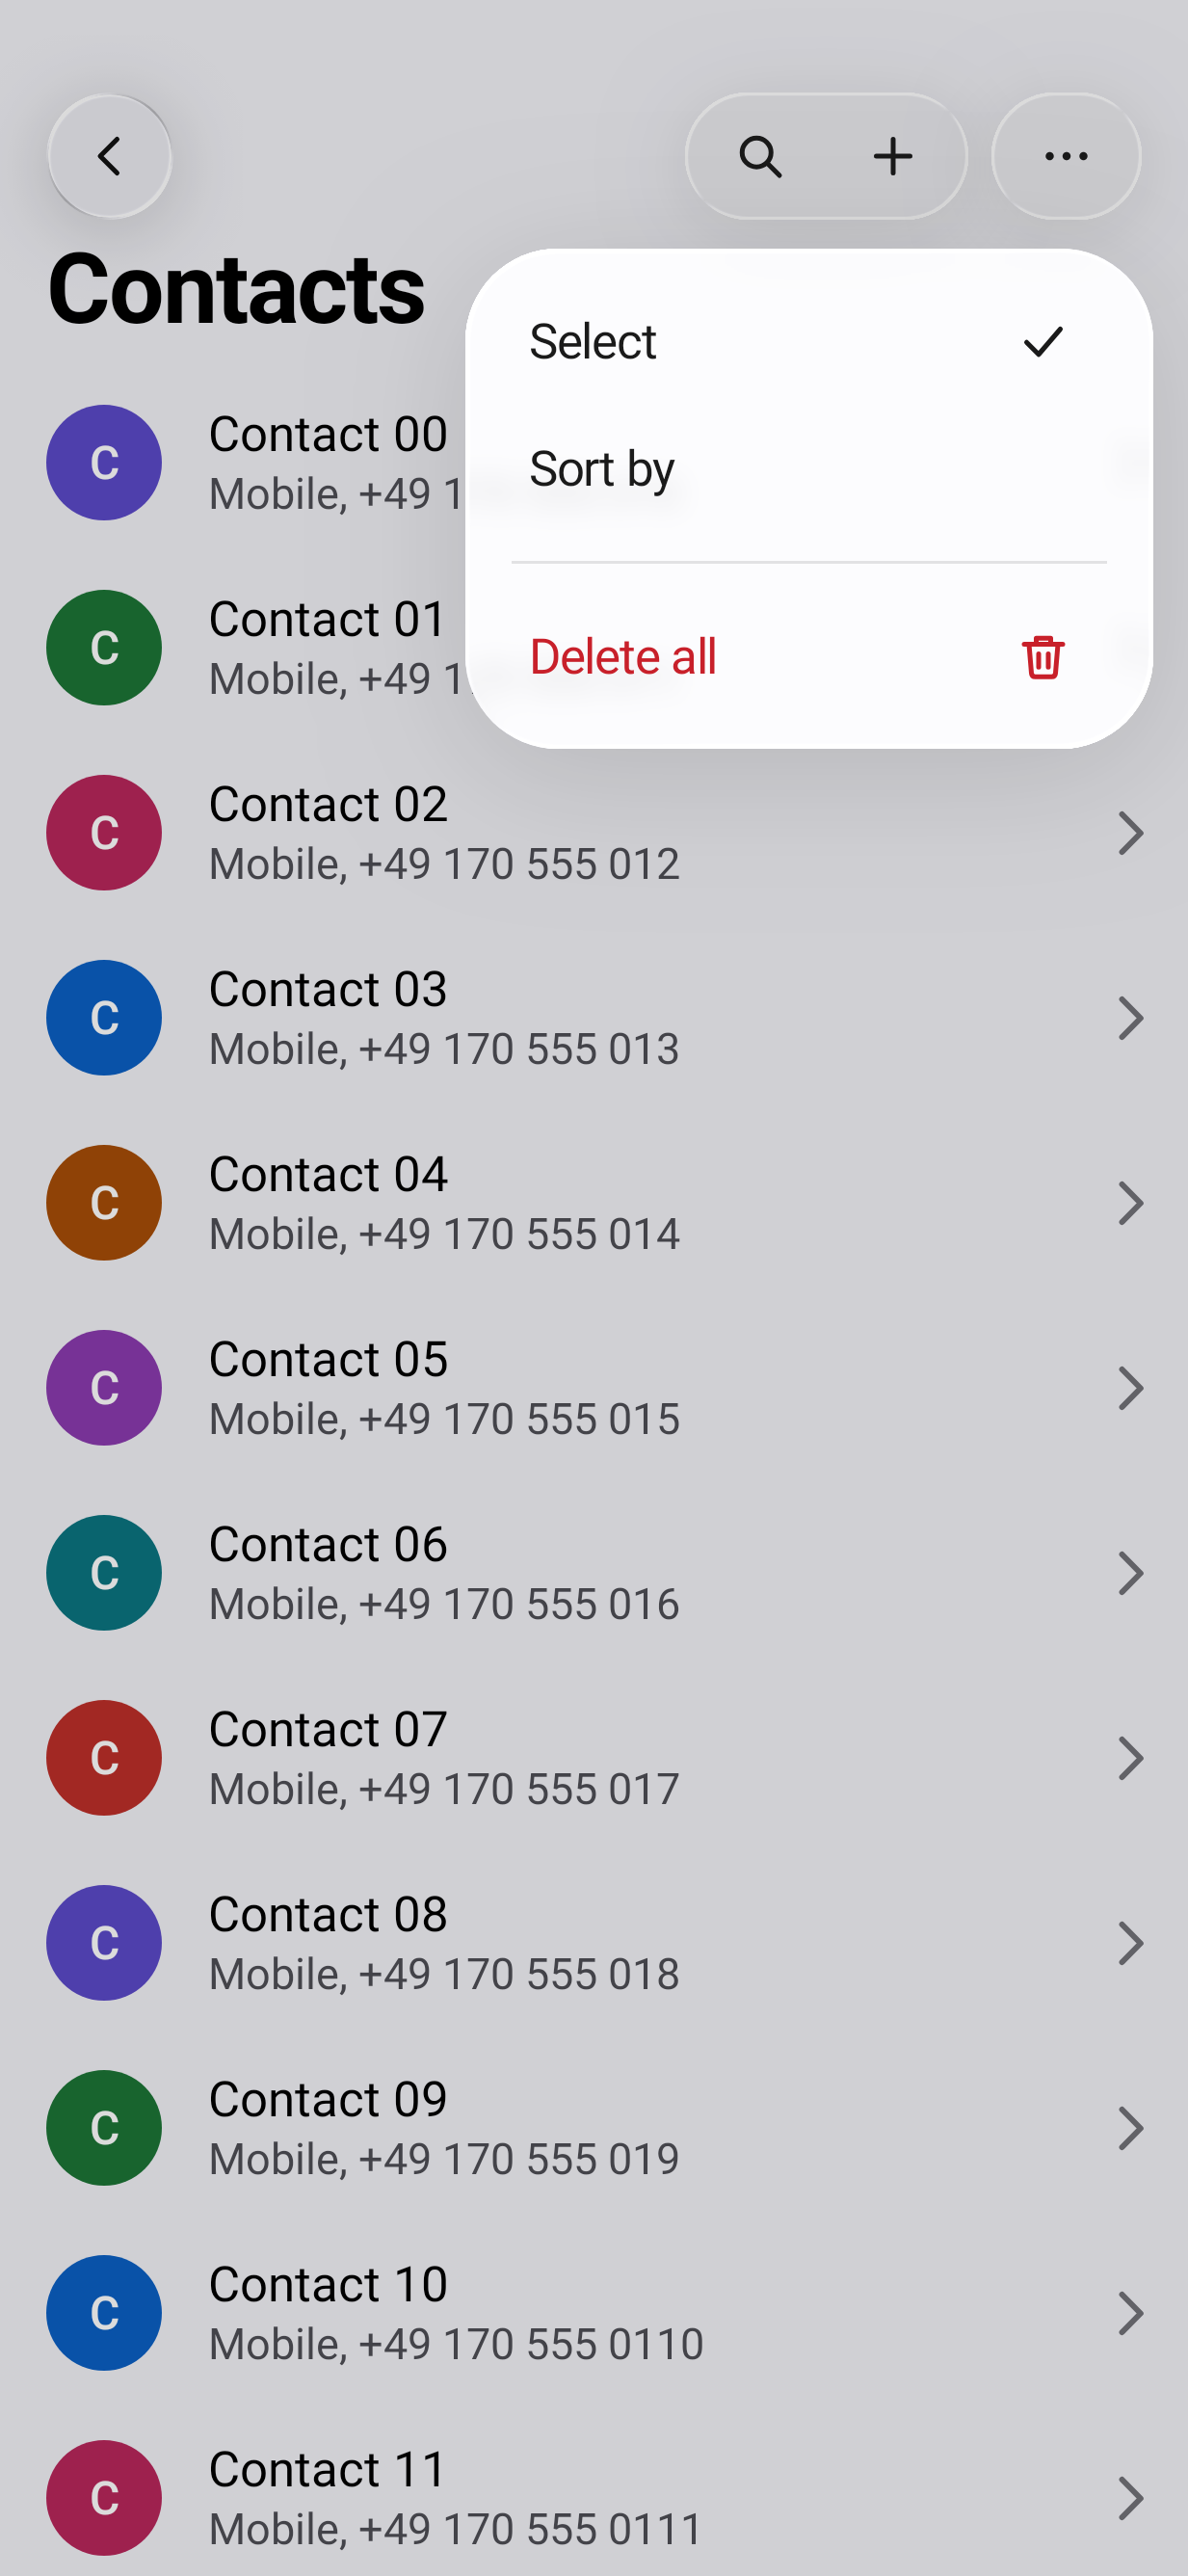 Contacts
Select
Sort by
Delete all
C
Contact 00
Mobile, +49 1
C
Contact 01
Mobile, +49 1
C
Contact 02
Mobile, +49 170 555 012
C
Contact 03
Mobile, +49 170 555 013
C
Contact 04
Mobile, +49 170 555 014
C
Contact 05
Mobile, +49 170 555 015
C
Contact 06
Mobile, +49 170 555 016
C
Contact 07
Mobile, +49 170 555 017
C
Contact 08
Mobile, +49 170 555 018
C
Contact 09
Mobile, +49 170 555 019
C
Contact 10
Mobile, +49 170 555 0110
C
Contact 11
Mobile, +49 170 555 0111